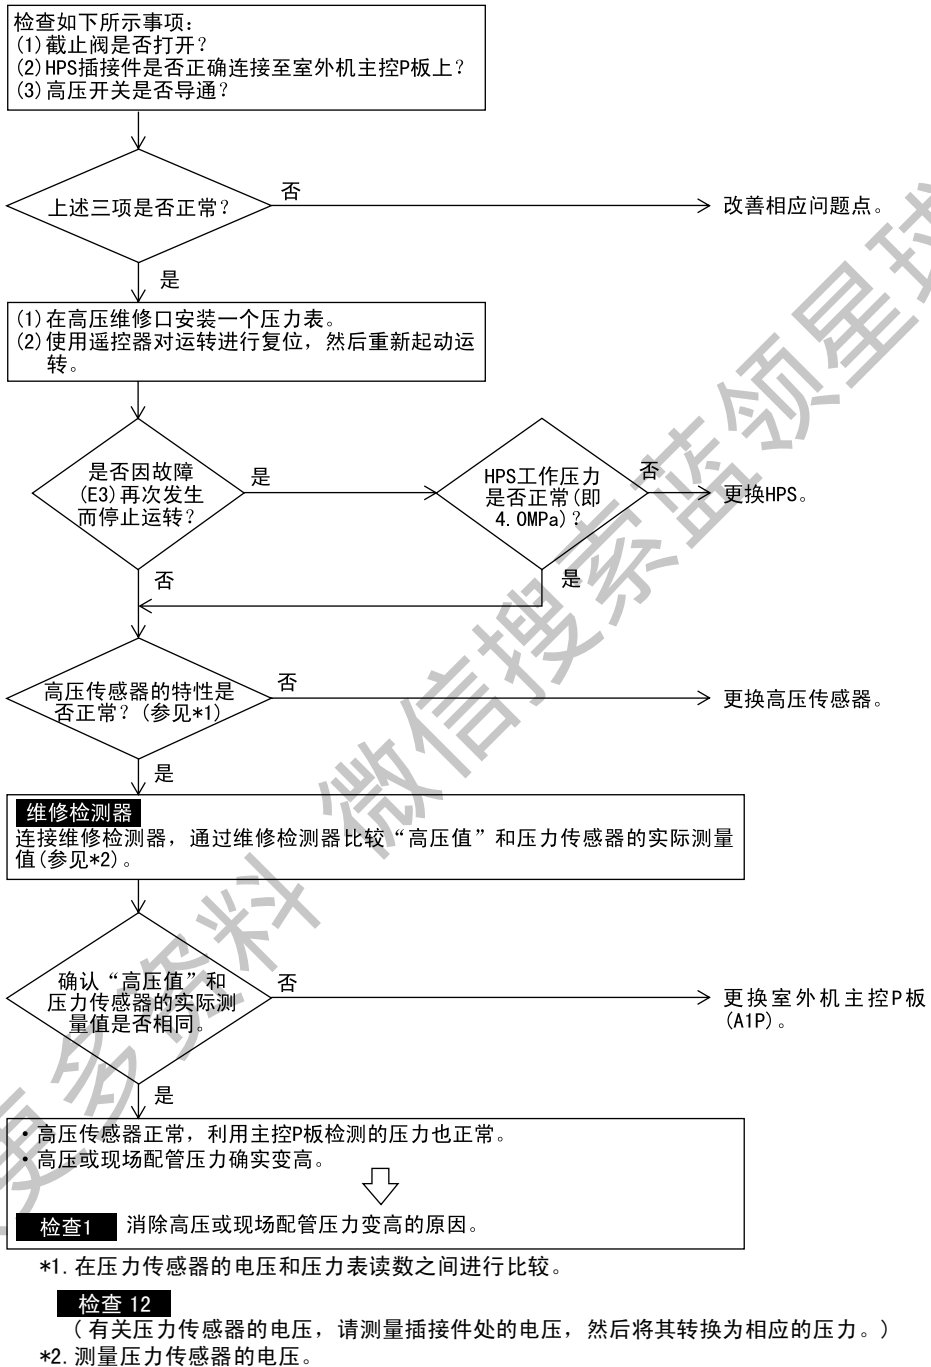 检查如下所示事项：
(1)截止阀是否打开？
(2)HPS插接件是否正确连接至室外机主控P板上？
(3)高压开关是否导通？
上述三项是否正常？
否
改善相应问题点。
是
(1)在高压维修口安装一个压力表。
(2)使用遥控器对运转进行复位，然后重新起动运
转。
是否因故障
(E3)再次发生
而停止运转？
是
HPS工作压力
是否正常(即
4.0MPa)？
否
更换HPS。
否
是
高压传感器的特性是
否正常？(参见*1)
否
更换高压传感器。
是
维修检测器
连接维修检测器，通过维修检测器比较“高压值”和压力传感器的实际测量
值(参见*2)。
确认“高压值”和
压力传感器的实际测
量值是否相同。
否
更换室外机主控P板
(A1P)。
是
·高压传感器正常，利用主控P板检测的压力也正常。
·高压或现场配管压力确实变高。
检查1 消除高压或现场配管压力变高的原因。
*1.在压力传感器的电压和压力表读数之间进行比较。
检查 12
(有关压力传感器的电压，请测量插接件处的电压，然后将其转换为相应的压力。)
*2.测量压力传感器的电压。
更多资料 微信搜索蓝领星球